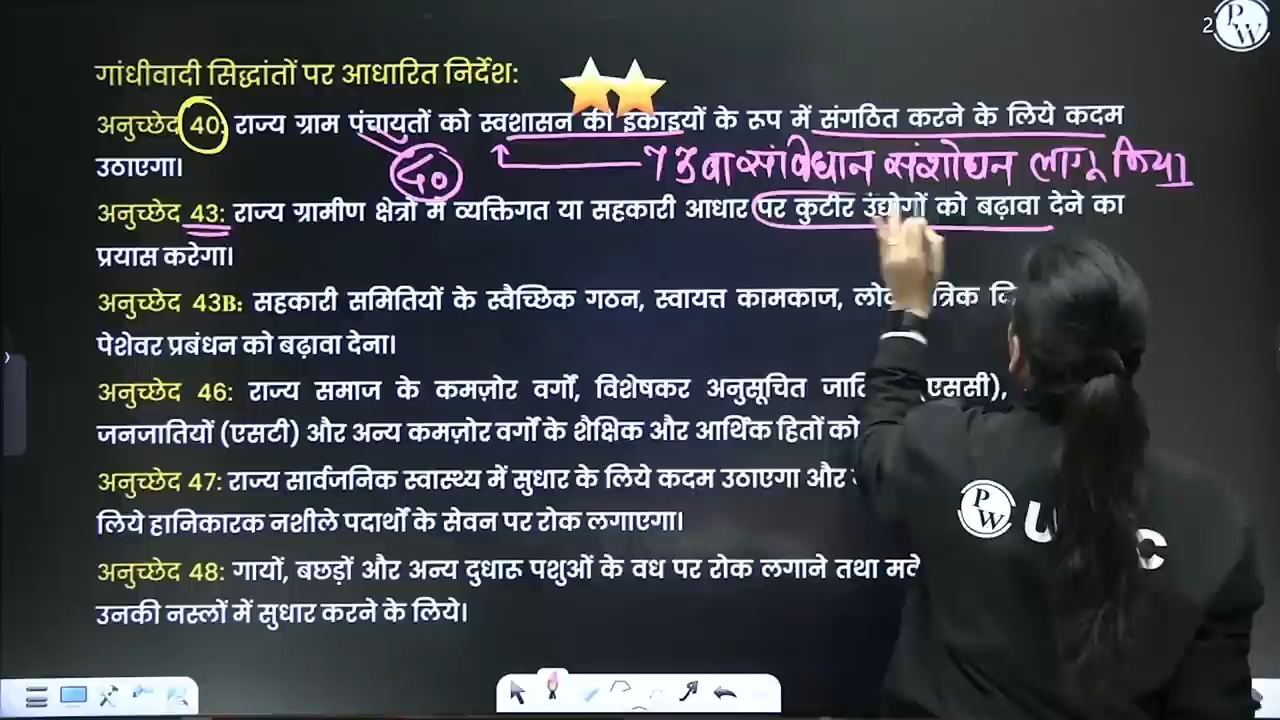 2
PW
गांधीवादी सिद्धांतों पर आधारित निर्देश:
अनुच्छेद 40: राज्य ग्राम पंचायतों को स्वशासन की इकाइयों के रूप में संगठित करने के लिये कदम
उठाएगा।
73वा संविधान संशोधन लागू किया
अनुच्छेद 43: राज्य ग्रामीण क्षेत्रों में व्यक्तिगत या सहकारी आधार पर कुटीर उद्योगों को बढ़ावा देने का
प्रयास करेगा।
अनुच्छेद 43B: सहकारी समितियों के स्वैच्छिक गठन, स्वायत्त कामकाज,
पेशेवर प्रबंधन को बढ़ावा देना।
अनुच्छेद 46: राज्य समाज के कमज़ोर वर्गों, विशेषकर अनुसूचित एससी),
जनजातियों (एसटी) और अन्य कमज़ोर वर्गों के शैक्षिक और आर्थिक हितों को
अनुच्छेद 47: राज्य सार्वजनिक स्वास्थ्य में सुधार के लिये कदम उठाएगा और
लिये हानिकारक नशीले पदार्थों के सेवन पर रोक लगाएगा।
अनुच्छेद 48: गायों, बछड़ों और अन्य दुधारू पशुओं के वध पर रोक लगाने तथा
उनकी नस्लों में सुधार करने के लिये।
PW